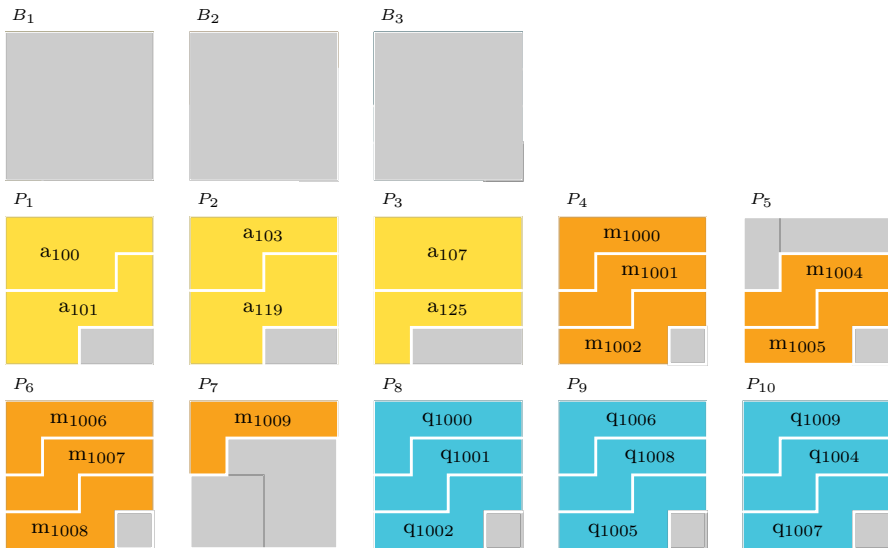 B1 B2 B3
P1 P2 P3 P4 P5
a100 a103 a107 m1000
m1001 m1004
a101 a119 a125
m1002 m1005
P6 P7 P8 P9 P10
m1006 m1009 q1000 q1006 q1009
m1007 q1001 q1008 q1004
m1008 q1002 q1005 q1007